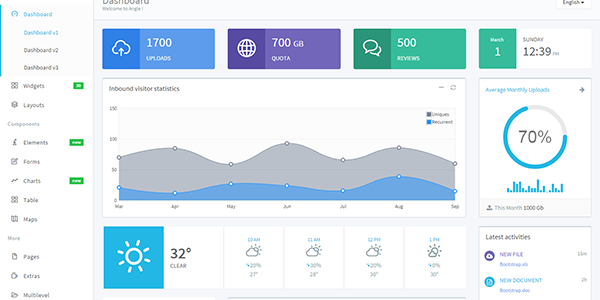 Dashboard
Dashboard v1
Dashboard v2
Dashboard v3
Widgets 30
Layouts
Components
Elements new
Forms
Charts new
Table
Maps
More
Pages
Extras
Multilevel
Dashboard
Welcome to Angle !
English
1700
UPLOADS
700 GB
QUOTA
500
REVIEWS
March
1
SUNDAY
12:39 PM
Inbound visitor statistics
Uniques
Recurrent
150
100
50
0
Mar Apr May Jun Jul Aug Sep
Average Monthly Uploads
70%
This Month 1000 Gb
32°
CLEAR
10 AM
20%
27°
11 AM
30%
28°
12 PM
20%
30°
1 PM
0%
30°
Latest activities
NEW FILE
Bootstrap.xls
NEW DOCUMENT 2h
Bootstrap.doc